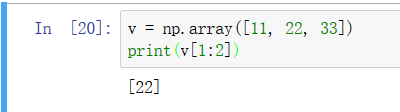 In [20]: v = np.array([11, 22, 33])
print(v[1:2])
[22]